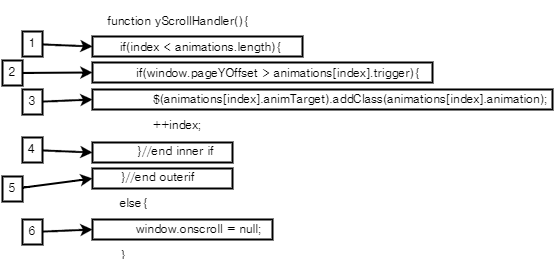 function yScrollHandler(){
1 if(index < animations.length){
2 if(window.pageYOffset > animations[index].trigger){
3 $(animations[index].animTarget).addClass(animations[index].animation);
++index;
4 }//end inner if
5 }//end outerif
else{
6 window.onscroll = null;
}